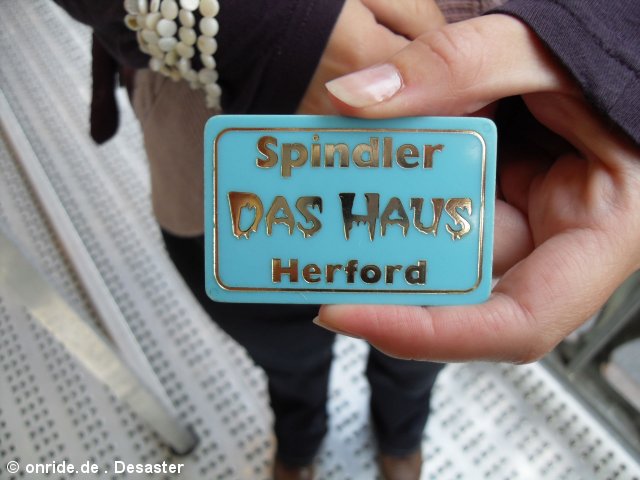 Spindler
DAS HAUS
Herford
© onride.de . Desaster